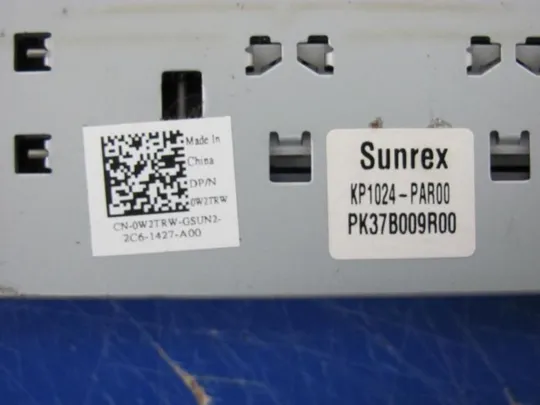 Made In
China
DP/N
0W2TRW
CN-0W2TRW-GSUN2-
2C6-1427-A00
Sunrex
KP1024-PAR00
PK37B009R00